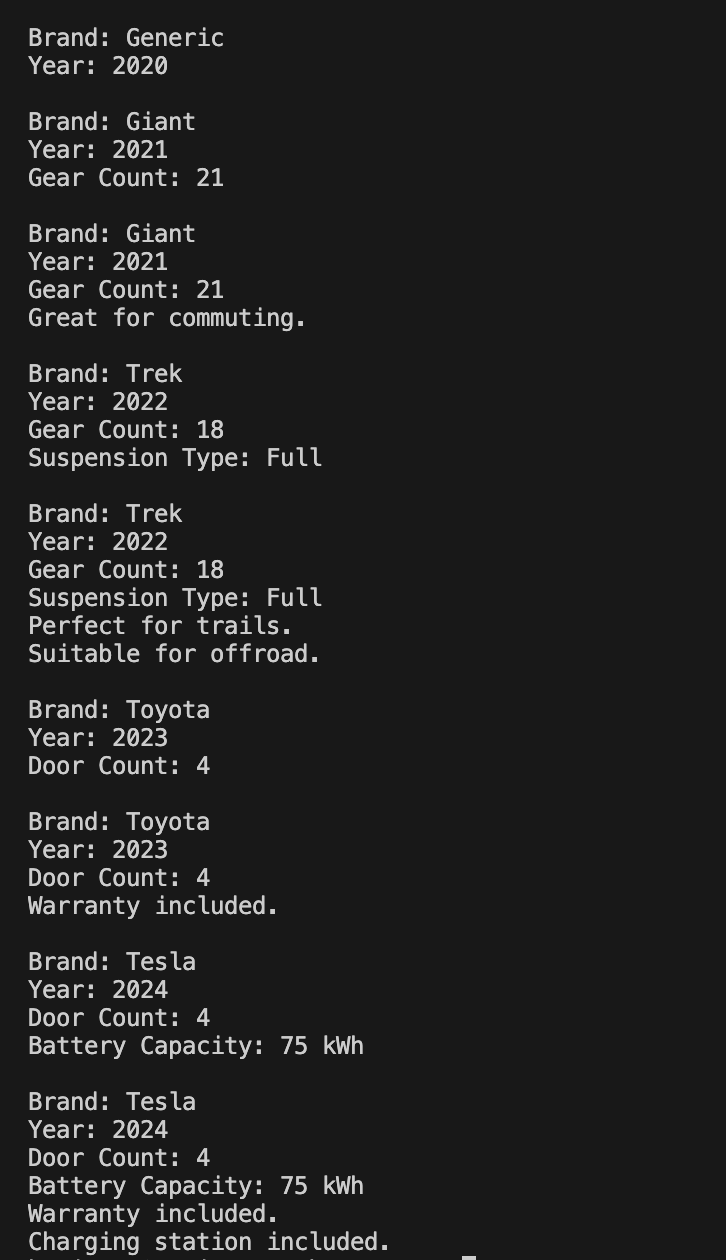 Brand: Generic
Year: 2020
Brand: Giant
Year: 2021
Gear Count: 21
Brand: Giant
Year: 2021
Gear Count: 21
Great for commuting.
Brand: Trek
Year: 2022
Gear Count: 18
Suspension Type: Full
Brand: Trek
Year: 2022
Gear Count: 18
Suspension Type: Full
Perfect for trails.
Suitable for offroad.
Brand: Toyota
Year: 2023
Door Count: 4
Brand: Toyota
Year: 2023
Door Count: 4
Warranty included.
Brand: Tesla
Year: 2024
Door Count: 4
Battery Capacity: 75 kWh
Brand: Tesla
Year: 2024
Door Count: 4
Battery Capacity: 75 kWh
Warranty included.
Charging station included.